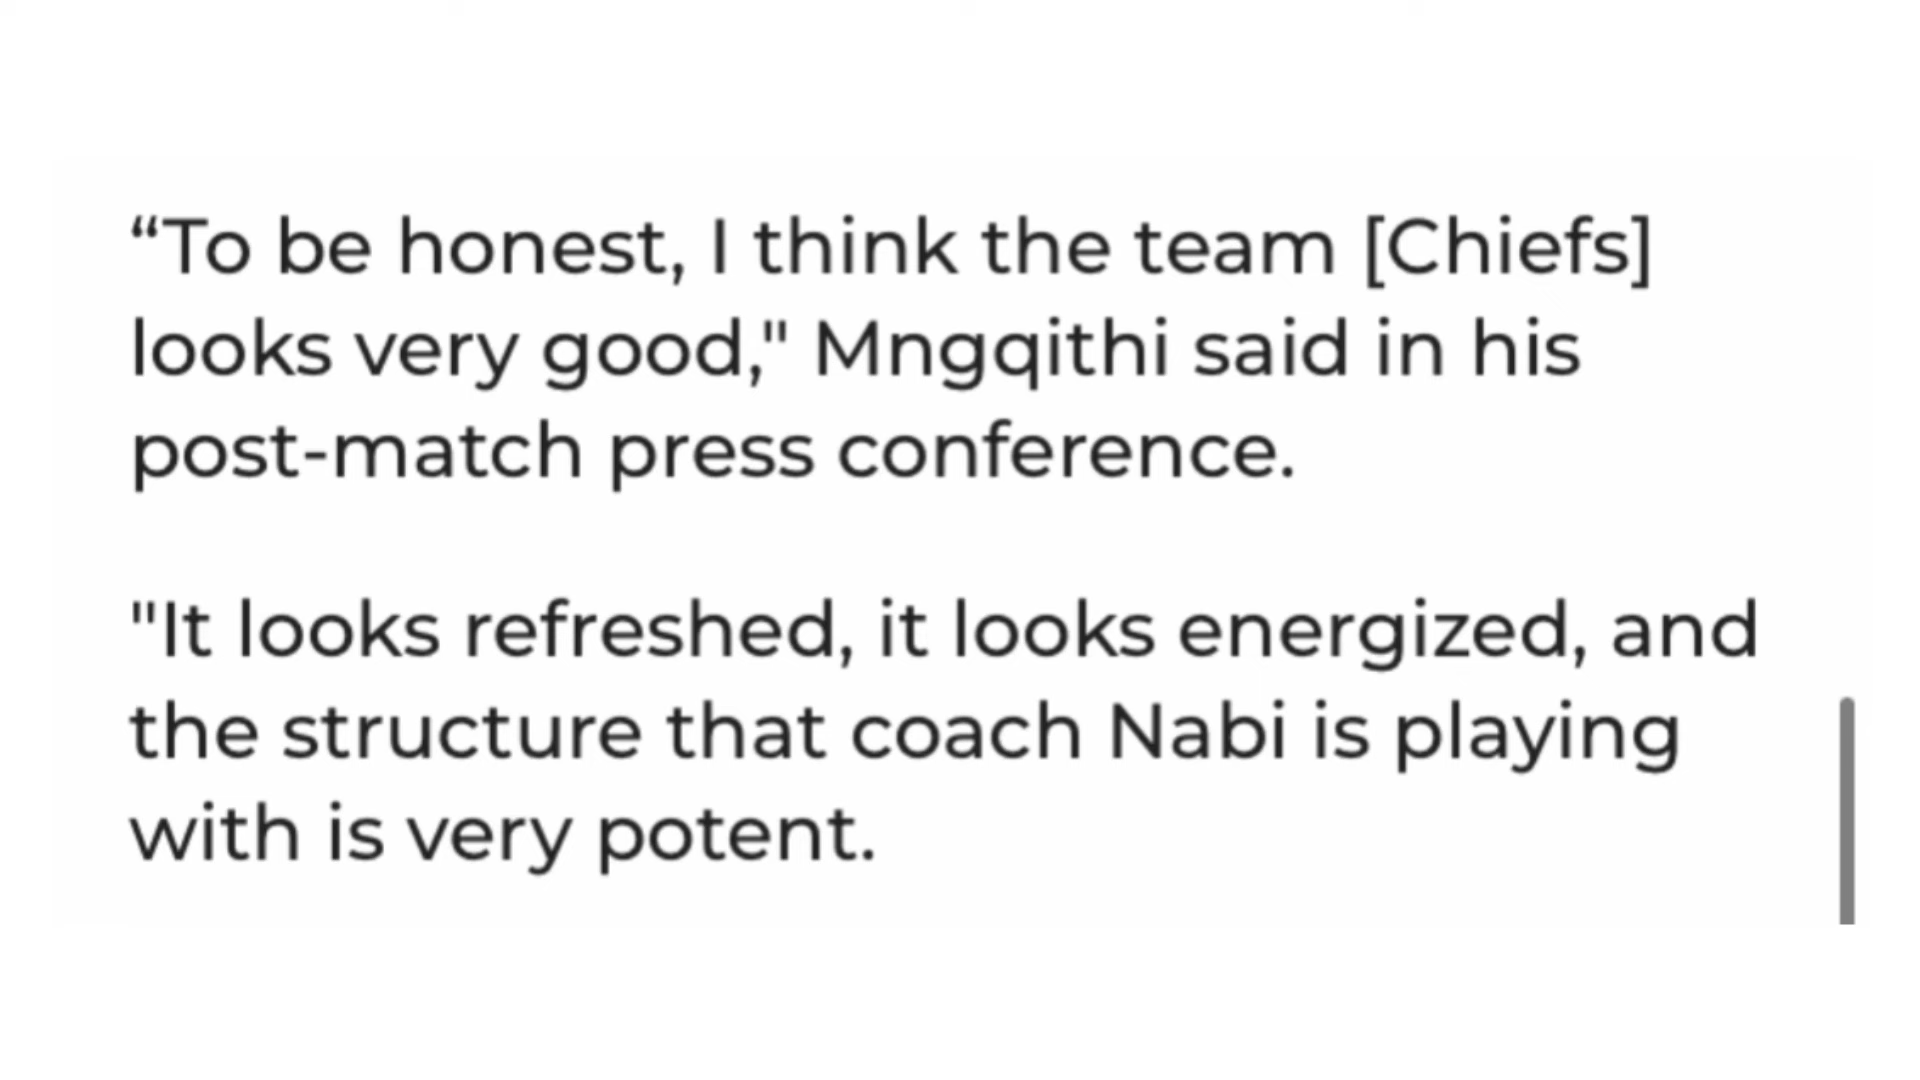 “To be honest, I think the team [Chiefs]
looks very good," Mngqithi said in his
post-match press conference.
"It looks refreshed, it looks energized, and
the structure that coach Nabi is playing
with is very potent.